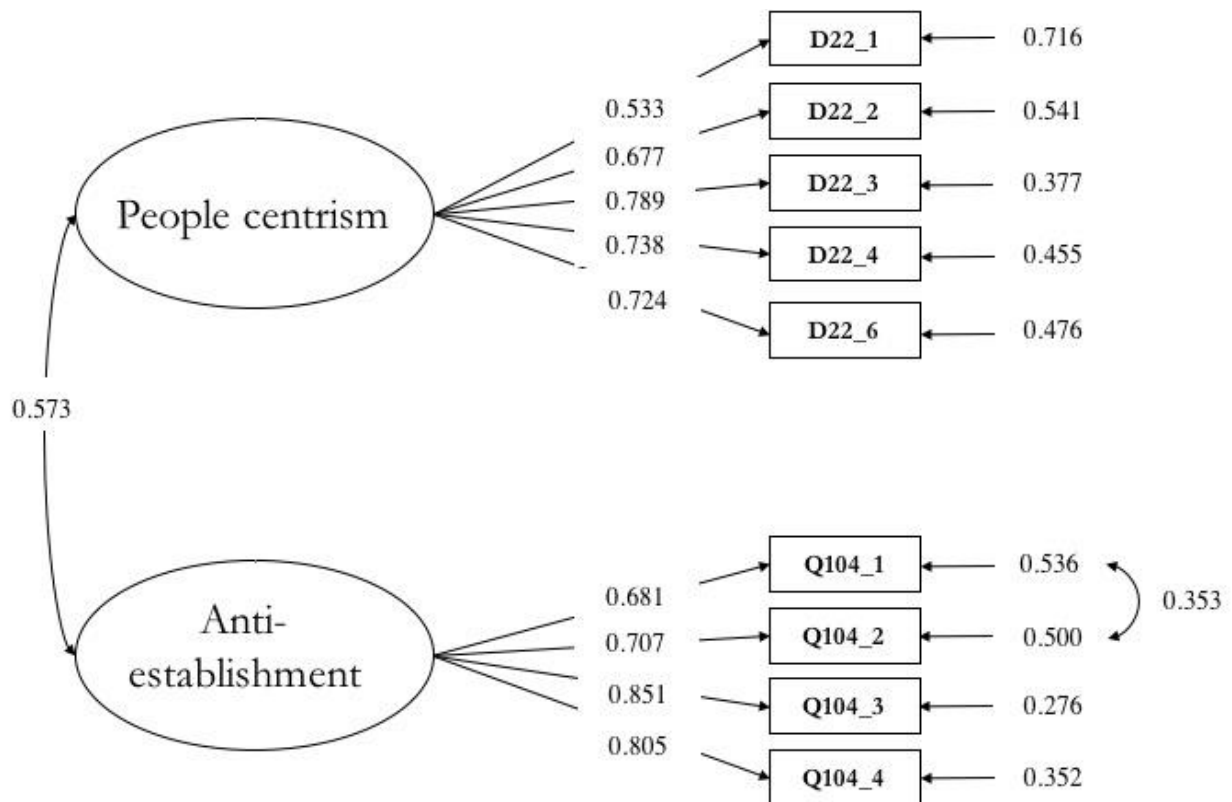 D22_1
0.716
0.533
D22_2
0.541
0.677
D22_3
0.377
0.789
People centrism
0.738
D22_4
0.455
0.724
D22_6
0.476
0.573
Q104_1
0.536
0.681
0.353
Anti-
establishment
0.707
Q104_2
0.500
0.851
Q104_3
0.276
0.805
Q104_4
0.352